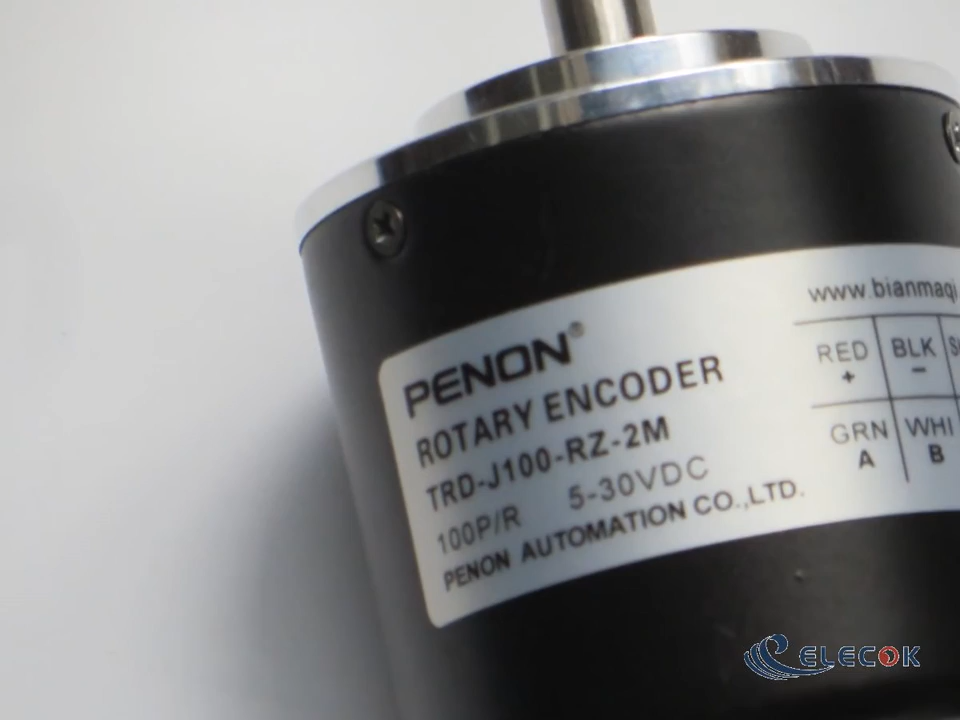 PENON®
ROTARY ENCODER
TRD-J100-RZ-2M
100P/R 5-30VDC
PENON AUTOMATION CO.,LTD.
www.bianmaqi
RED BLK
+ −
GRN WHI
A B
ELECOK